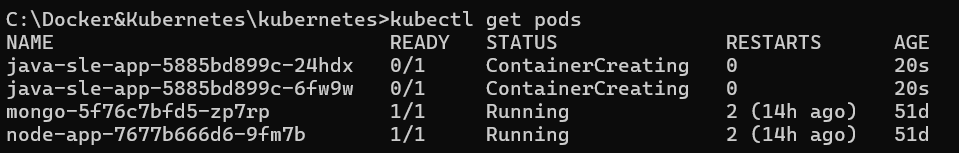 C:\Docker&Kubernetes\kubernetes>kubectl get pods
NAME READY STATUS RESTARTS AGE
java-sle-app-5885bd899c-24hdx 0/1 ContainerCreating 0 20s
java-sle-app-5885bd899c-6fw9w 0/1 ContainerCreating 0 20s
mongo-5f76c7bfd5-zp7rp 1/1 Running 2 (14h ago) 51d
node-app-7677b666d6-9fm7b 1/1 Running 2 (14h ago) 51d